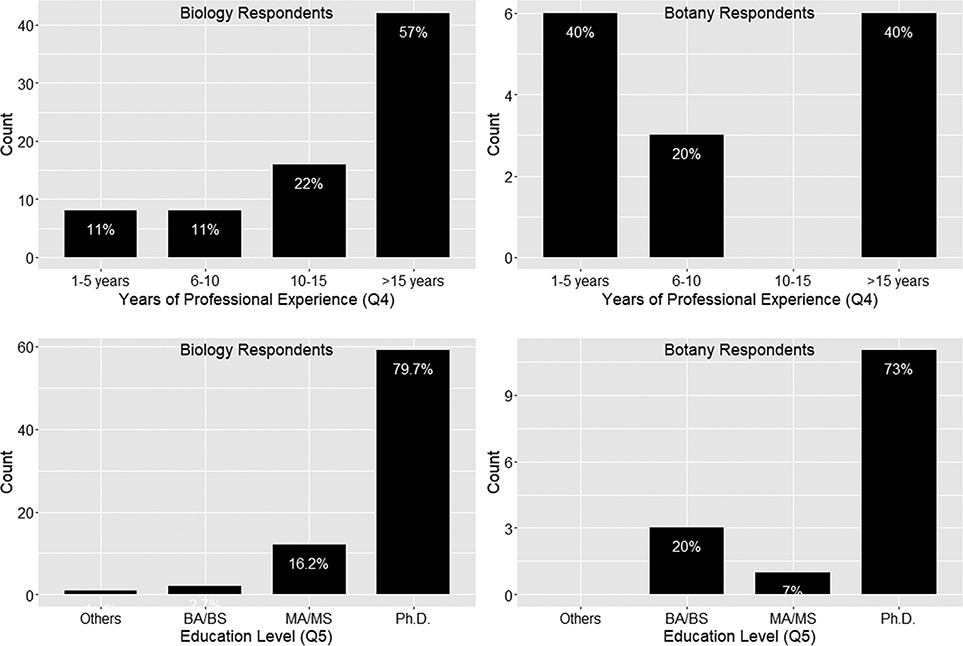 Biology Respondents
Count
40
30
20
10
0
11%
11%
22%
57%
1-5 years 6-10 10-15 >15 years
Years of Professional Experience (Q4)
Botany Respondents
Count
6
4
2
0
40%
20%
40%
1-5 years 6-10 10-15 >15 years
Years of Professional Experience (Q4)
Biology Respondents
Count
60
40
20
0
2.7%
16.2%
79.7%
Others BA/BS MA/MS Ph.D.
Education Level (Q5)
Botany Respondents
Count
9
6
3
0
20%
7%
73%
Others BA/BS MA/MS Ph.D.
Education Level (Q5)